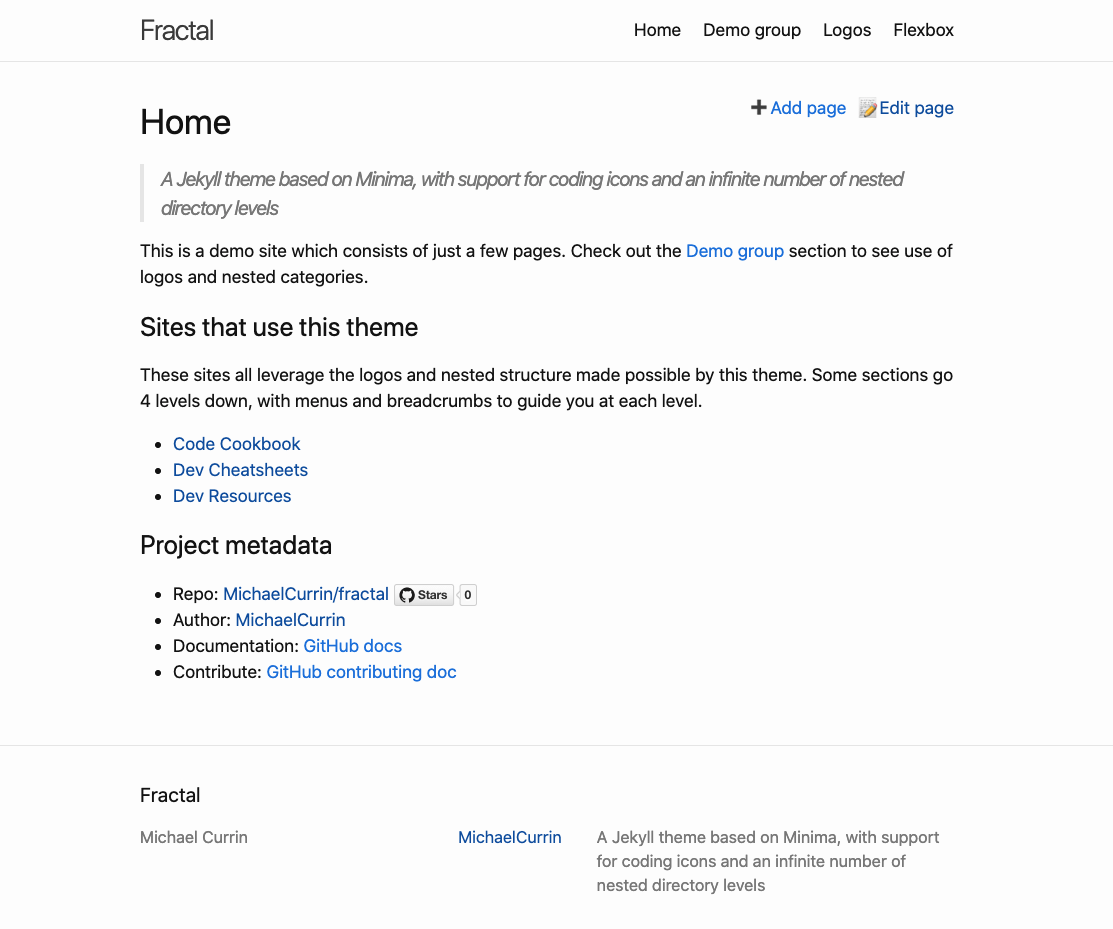 Fractal
Home Demo group Logos Flexbox
Home
Add page Edit page
A Jekyll theme based on Minima, with support for coding icons and an infinite number of nested
directory levels
This is a demo site which consists of just a few pages. Check out the Demo group section to see use of
logos and nested categories.
Sites that use this theme
These sites all leverage the logos and nested structure made possible by this theme. Some sections go
4 levels down, with menus and breadcrumbs to guide you at each level.
Code Cookbook
Dev Cheatsheets
Dev Resources
Project metadata
Repo: MichaelCurrin/fractal Stars 0
Author: MichaelCurrin
Documentation: GitHub docs
Contribute: GitHub contributing doc
Fractal
Michael Currin
MichaelCurrin
A Jekyll theme based on Minima, with support
for coding icons and an infinite number of
nested directory levels